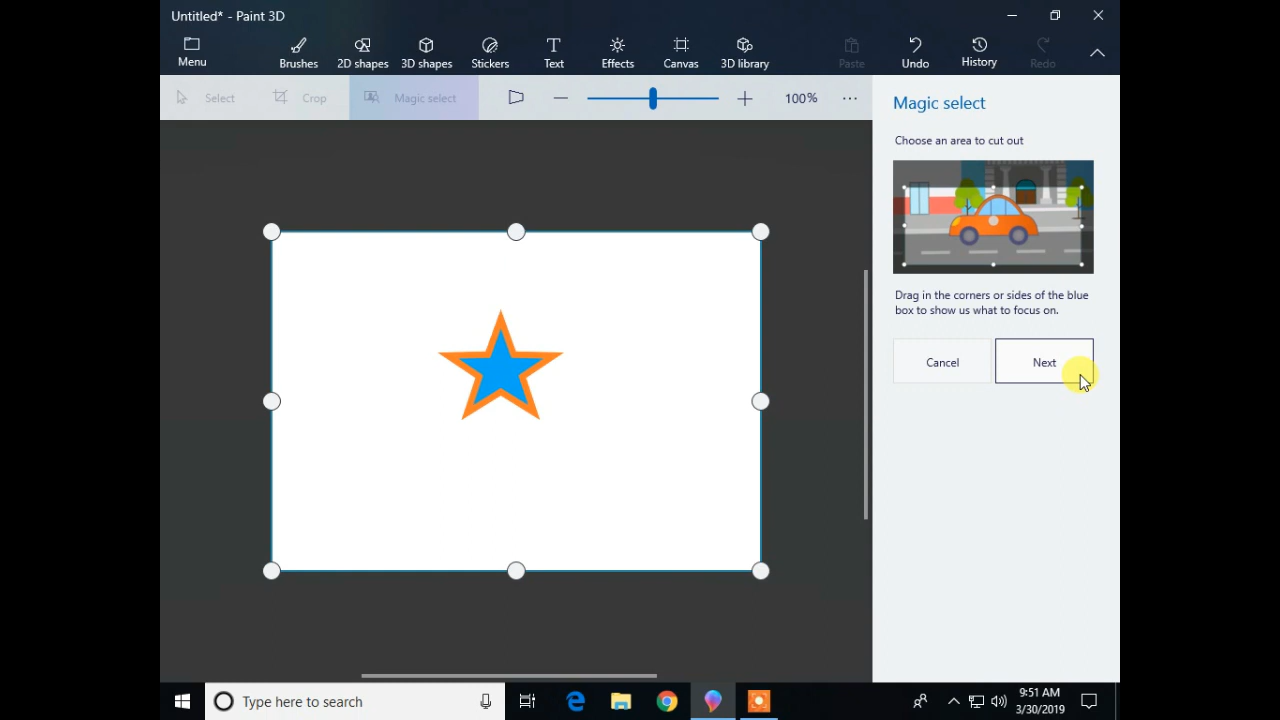 Untitled* - Paint 3D
Menu
Brushes
2D shapes
3D shapes
Stickers
Text
Effects
Canvas
3D library
Paste
Undo
History
Redo
Select
Crop
Magic select
100%
Magic select
Choose an area to cut out
Drag in the corners or sides of the blue
box to show us what to focus on.
Cancel
Next
Type here to search
9:51 AM
3/30/2019